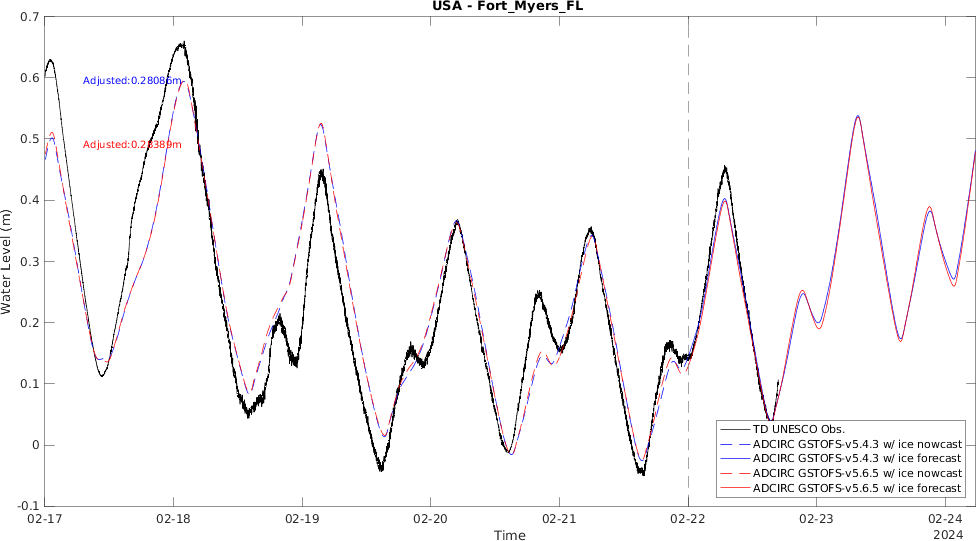 USA - Fort_Myers_FL
0.7
0.6
0.5
0.4
0.3
0.2
0.1
0
-0.1
Water Level (m)
Adjusted:0.28086m
Adjusted:0.28389m
TD UNESCO Obs.
ADCIRC GSTOFS-v5.4.3 w/ ice nowcast
ADCIRC GSTOFS-v5.4.3 w/ ice forecast
ADCIRC GSTOFS-v5.6.5 w/ ice nowcast
ADCIRC GSTOFS-v5.6.5 w/ ice forecast
02-17 02-18 02-19 02-20 02-21 02-22 02-23 02-24
Time
2024